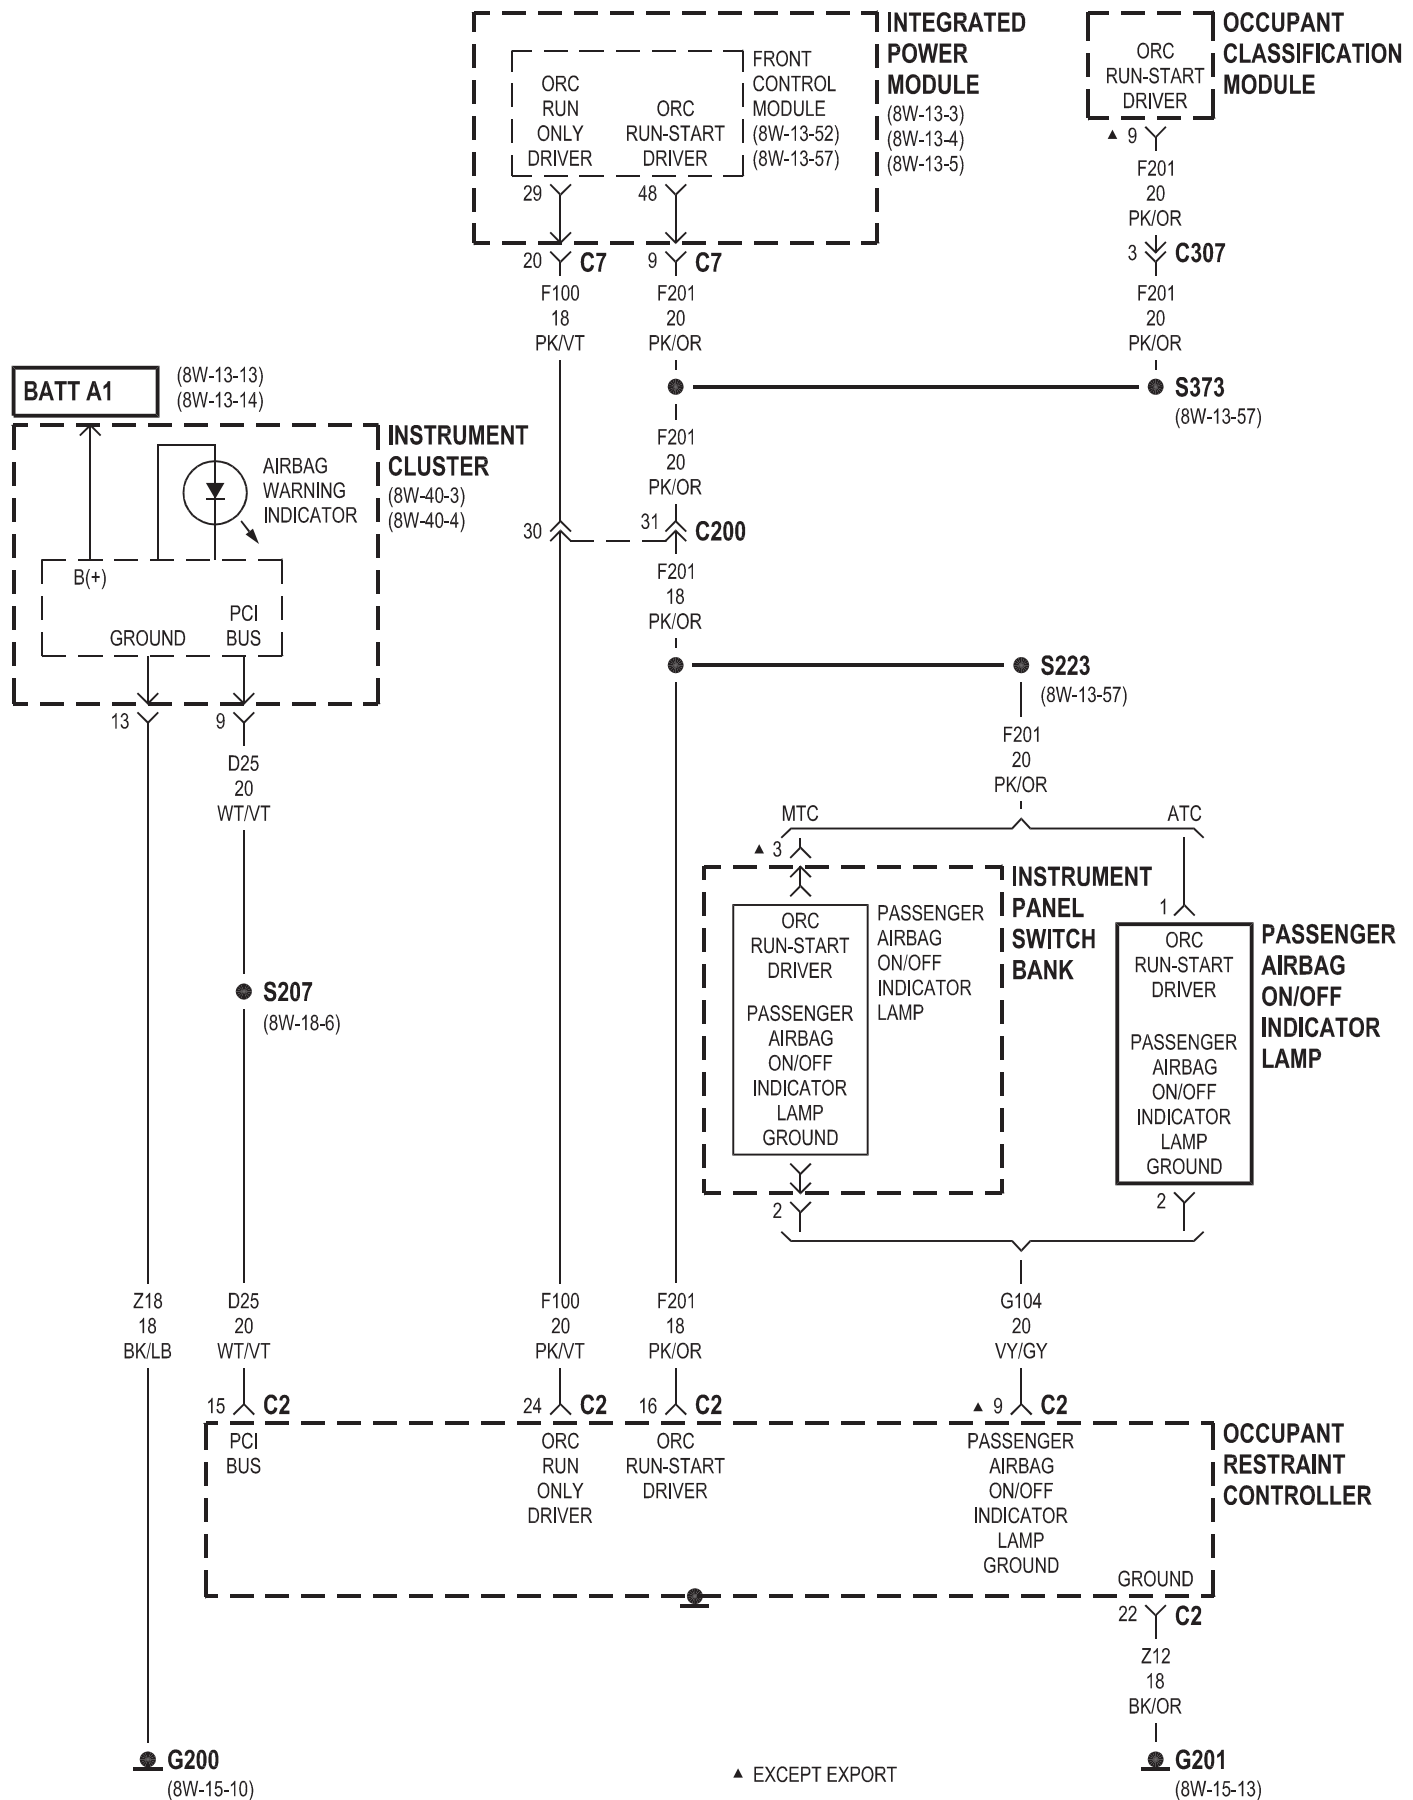 INTEGRATED
POWER
MODULE
(8W-13-3)
(8W-13-4)
(8W-13-5)
FRONT
CONTROL
MODULE
(8W-13-52)
(8W-13-57)
ORC
RUN
ONLY
DRIVER
ORC
RUN-START
DRIVER
29
48
20
C7
9
C7
F100
18
PK/VT
F201
20
PK/OR
OCCUPANT
CLASSIFICATION
MODULE
ORC
RUN-START
DRIVER
▲ 9
F201
20
PK/OR
3
C307
F201
20
PK/OR
S373
(8W-13-57)
BATT A1
(8W-13-13)
(8W-13-14)
INSTRUMENT
CLUSTER
(8W-40-3)
(8W-40-4)
AIRBAG
WARNING
INDICATOR
B(+)
GROUND
PCI
BUS
13
9
D25
20
WT/VT
F201
20
PK/OR
30
31
C200
F201
18
PK/OR
S223
(8W-13-57)
F201
20
PK/OR
MTC
ATC
▲ 3
INSTRUMENT
PANEL
SWITCH
BANK
ORC
RUN-START
DRIVER
PASSENGER
AIRBAG
ON/OFF
INDICATOR
LAMP
GROUND
PASSENGER
AIRBAG
ON/OFF
INDICATOR
LAMP
2
1
ORC
RUN-START
DRIVER
PASSENGER
AIRBAG
ON/OFF
INDICATOR
LAMP
GROUND
PASSENGER
AIRBAG
ON/OFF
INDICATOR
LAMP
2
S207
(8W-18-6)
Z18
18
BK/LB
D25
20
WT/VT
F100
20
PK/VT
F201
18
PK/OR
G104
20
VY/GY
15
C2
24
C2
16
C2
▲ 9
C2
PCI
BUS
ORC
RUN
ONLY
DRIVER
ORC
RUN-START
DRIVER
PASSENGER
AIRBAG
ON/OFF
INDICATOR
LAMP
GROUND
OCCUPANT
RESTRAINT
CONTROLLER
GROUND
22
C2
Z12
18
BK/OR
G200
(8W-15-10)
▲ EXCEPT EXPORT
G201
(8W-15-13)